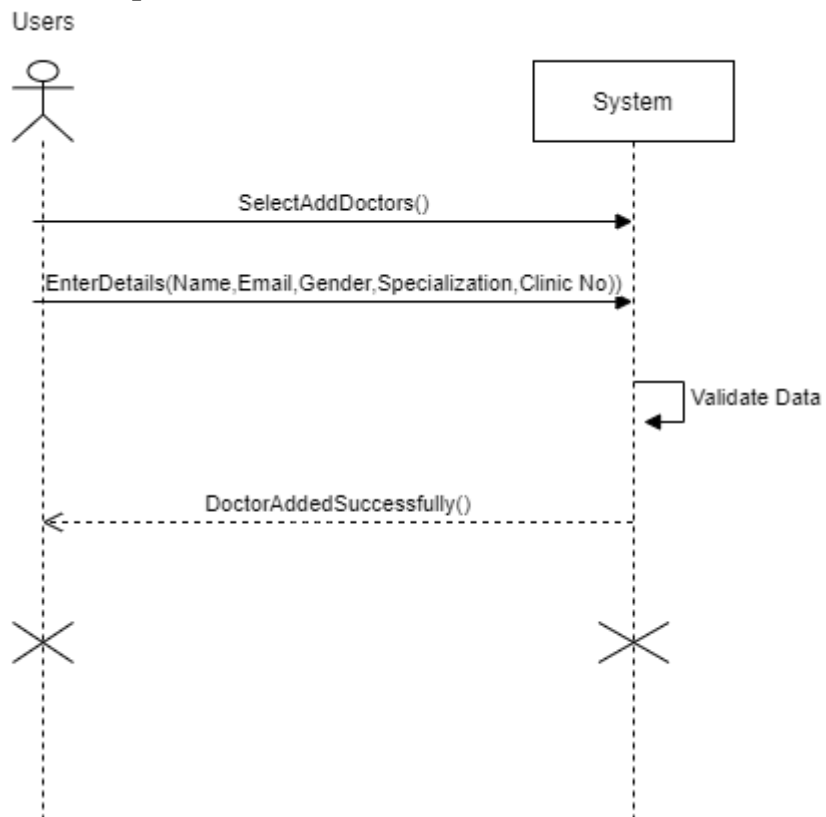 Users
System
SelectAddDoctors()
EnterDetails(Name,Email,Gender,Specialization,Clinic No))
Validate Data
DoctorAddedSuccessfully()